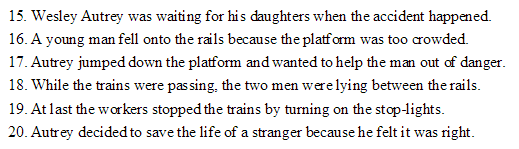 15. Wesley Autrey was waiting for his daughters when the accident happened.
16. A young man fell onto the rails because the platform was too crowded.
17. Autrey jumped down the platform and wanted to help the man out of danger.
18. While the trains were passing, the two men were lying between the rails.
19. At last the workers stopped the trains by turning on the stop-lights.
20. Autrey decided to save the life of a stranger because he felt it was right.